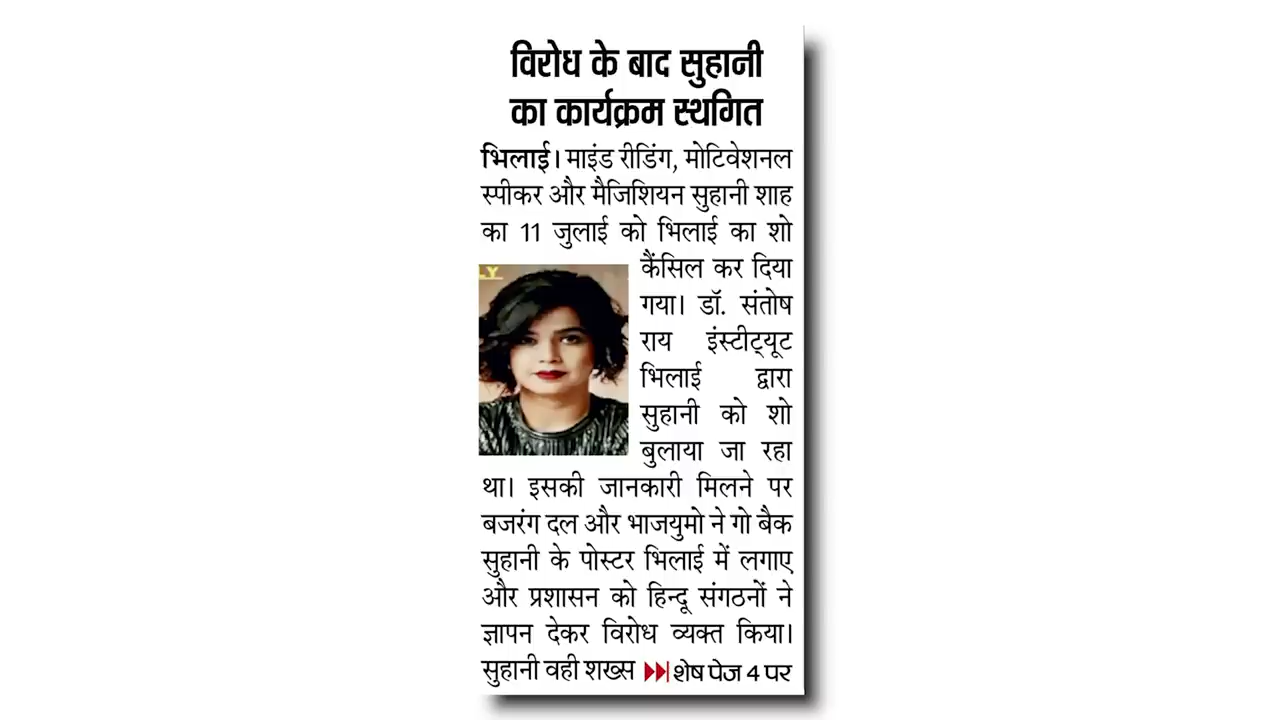 विरोध के बाद सुहानी
का कार्यक्रम स्थगित
भिलाई। माइंड रीडिंग, मोटिवेशनल
स्पीकर और मैजिशियन सुहानी शाह
का 11 जुलाई को भिलाई का शो
कैंसिल कर दिया
गया। डॉ. संतोष
राय इंस्टीट्यूट
भिलाई द्वारा
सुहानी को शो
बुलाया जा रहा
LY
था। इसकी जानकारी मिलने पर
बजरंग दल और भाजयुमो ने गो बैक
सुहानी के पोस्टर भिलाई में लगाए
और प्रशासन को हिन्दू संगठनों ने
ज्ञापन देकर विरोध व्यक्त किया।
सुहानी वही शख्स शेष पेज 4 पर